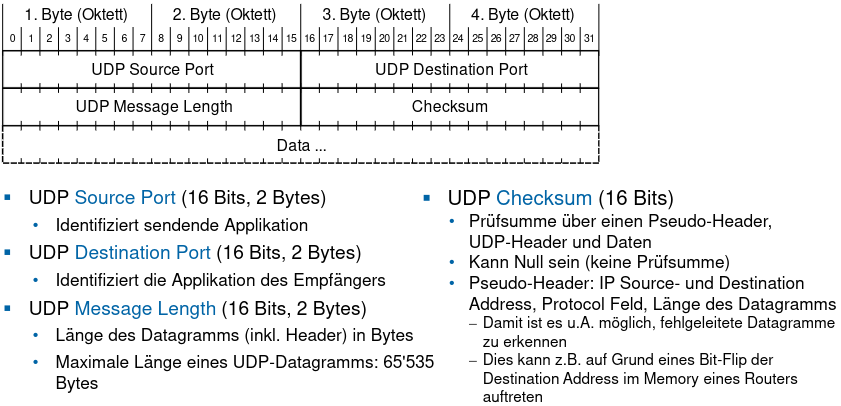 1. Byte (Oktett) 2. Byte (Oktett) 3. Byte (Oktett) 4. Byte (Oktett)
0 1 2 3 4 5 6 7 8 9 10 11 12 13 14 15 16 17 18 19 20 21 22 23 24 25 26 27 28 29 30 31
UDP Source Port UDP Destination Port
UDP Message Length Checksum
Data ...
▪ UDP Source Port (16 Bits, 2 Bytes)
• Identifiziert sendende Applikation
▪ UDP Destination Port (16 Bits, 2 Bytes)
• Identifiziert die Applikation des Empfängers
▪ UDP Message Length (16 Bits, 2 Bytes)
• Länge des Datagramms (inkl. Header) in Bytes
• Maximale Länge eines UDP-Datagramms: 65'535
Bytes
▪ UDP Checksum (16 Bits)
• Prüfsumme über einen Pseudo-Header,
UDP-Header und Daten
• Kann Null sein (keine Prüfsumme)
• Pseudo-Header: IP Source- und Destination
Address, Protocol Feld, Länge des Datagramms
– Damit ist es u.A. möglich, fehlgeleitete Datagramme
zu erkennen
– Dies kann z.B. auf Grund eines Bit-Flip der
Destination Address im Memory eines Routers
auftreten